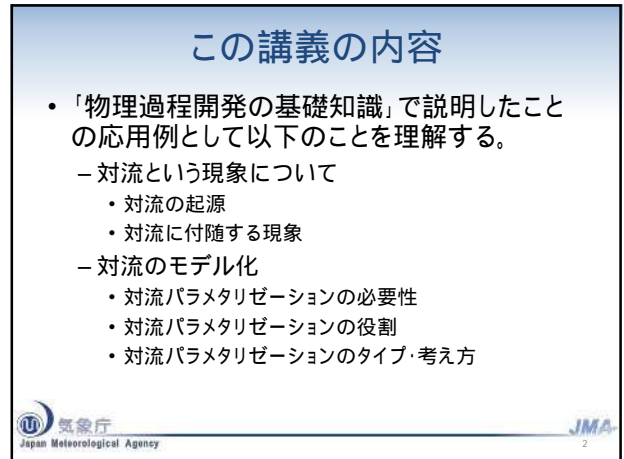 この講義の内容
• 「物理過程開発の基礎知識」で説明したこと
の応用例として以下のことを理解する。
– 対流という現象について
• 対流の起源
• 対流に付随する現象
– 対流のモデル化
• 対流パラメタリゼーションの必要性
• 対流パラメタリゼーションの役割
• 対流パラメタリゼーションのタイプ・考え方
気象庁
Japan Meteorological Agency
JMA
2